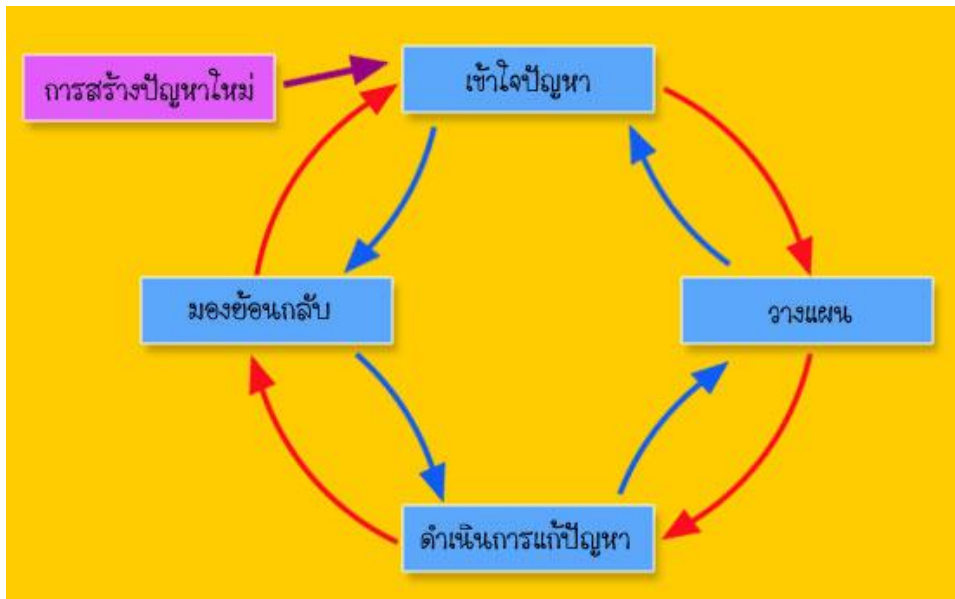 การสร้างปัญหาใหม่
เข้าใจปัญหา
มองย้อนกลับ
วางแผน
ดำเนินการแก้ปัญหา